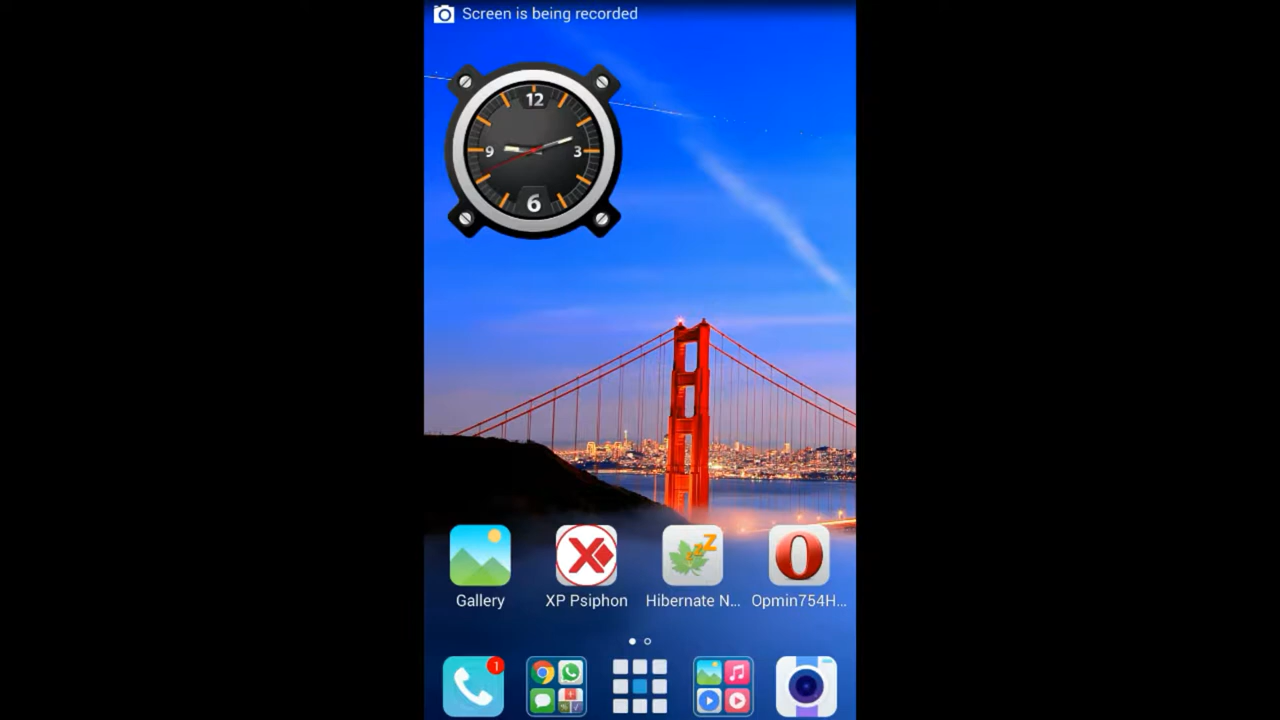 Screen is being recorded
12
9 3
6
Gallery XP Psiphon Hibernate N... Opmin754H...
1